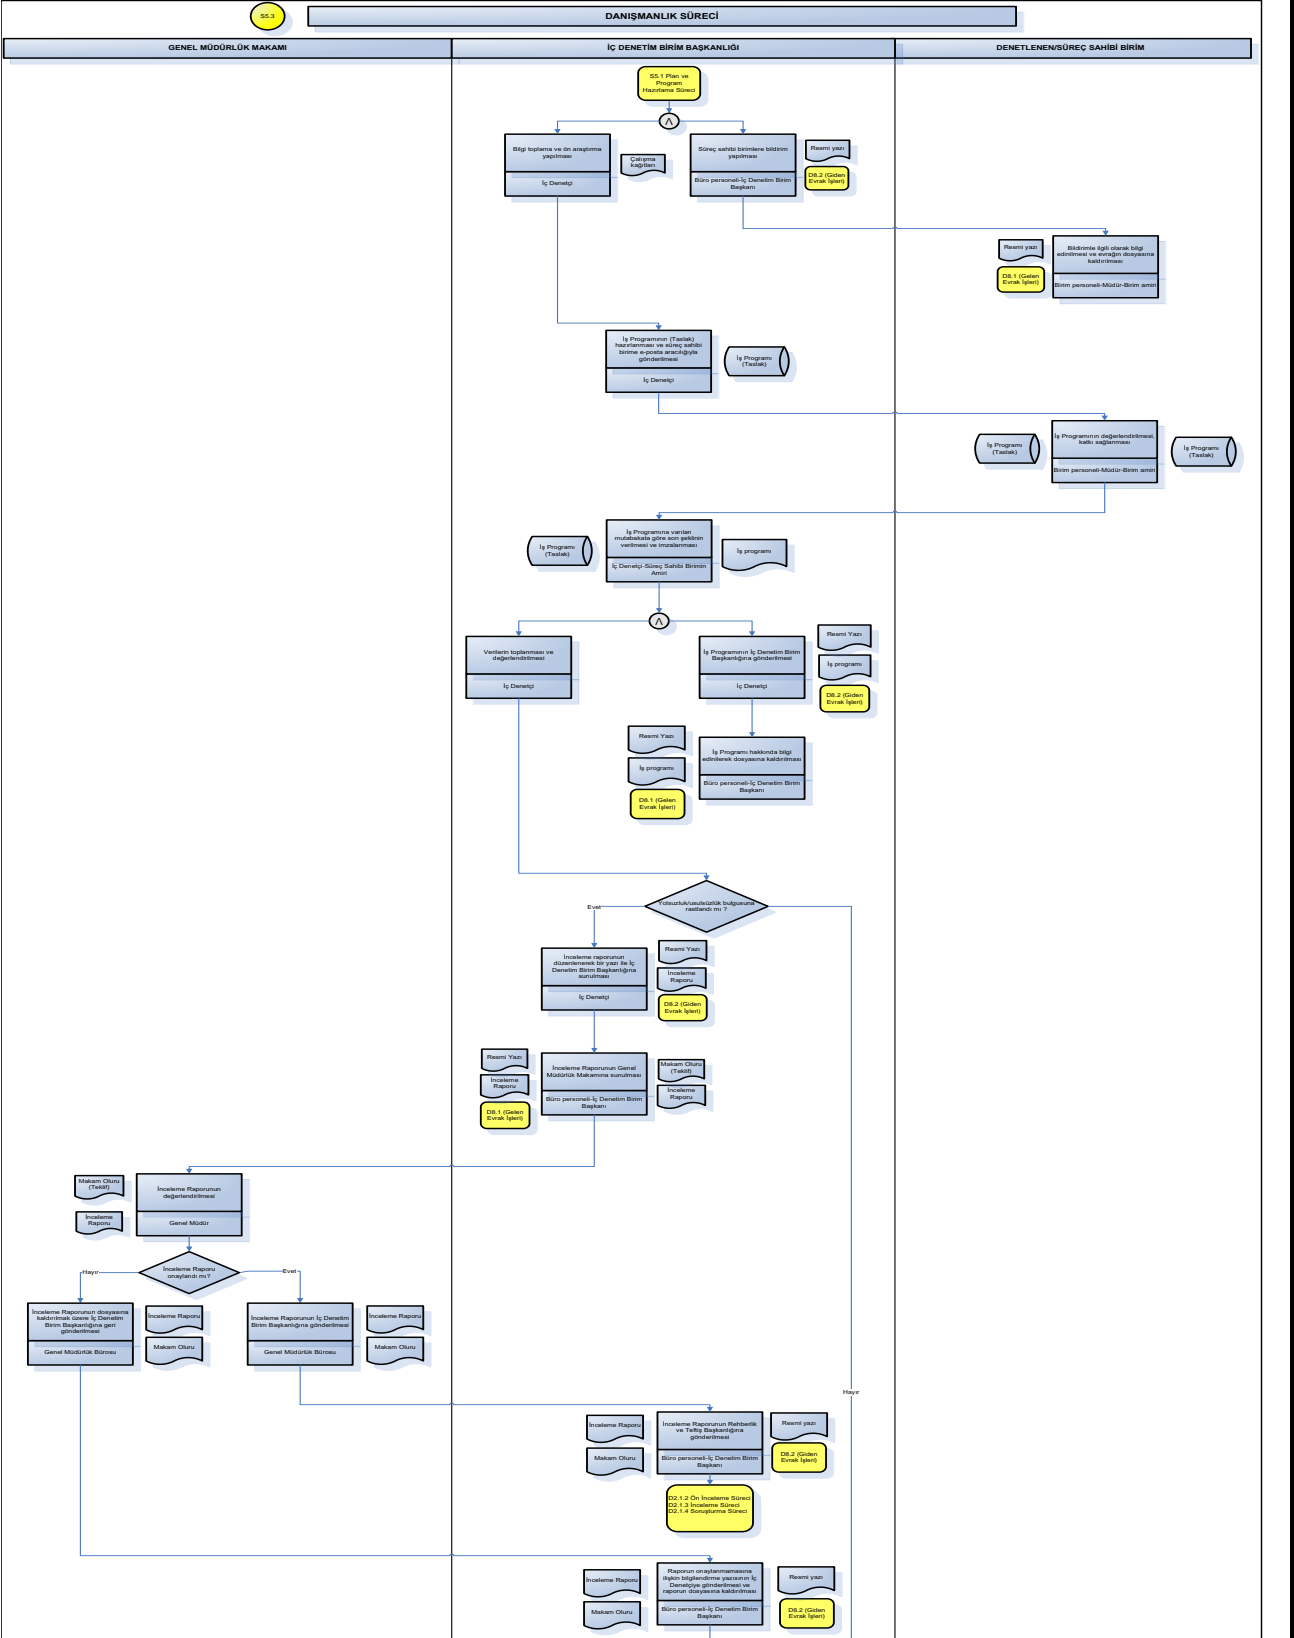 S5.3
DANIŞMANLIK SÜRECİ
GENEL MÜDÜRLÜK MAKAMI
İÇ DENETİM BİRİM BAŞKANLIĞI
DENETLENEN/SÜREÇ SAHİBİ BİRİM
S5.1 Plan ve
Program
Hazırlama Süreci
Λ
Bilgi toplama ve ön araştırma
yapılması
İç Denetçi
Çalışma
kağıtları
Süreç sahibi birimlere bildirim
yapılması
Büro personeli-İç Denetim Birim
Başkanı
Resmi yazı
D8.2 (Giden
Evrak İşleri)
Resmi yazı
D8.1 (Gelen
Evrak İşleri)
Bildirimle ilgili olarak bilgi
edinilmesi ve evrağın dosyasına
kaldırılması
Birim personeli-Müdür-Birim amiri
İş Programının (Taslak)
hazırlanması ve süreç sahibi
birime e-posta aracılığıyla
gönderilmesi
İç Denetçi
İş Programı
(Taslak)
İş Programı
(Taslak)
İş Programının değerlendirilmesi,
katkı sağlanması
Birim personeli-Müdür-Birim amiri
İş Programı
(Taslak)
İş Programı
(Taslak)
İş Programına varılan
mutabakata göre son şeklinin
verilmesi ve imzalanması
İç Denetçi-Süreç Sahibi Birimin
Amiri
İş programı
Λ
Verilerin toplanması ve
değerlendirilmesi
İç Denetçi
İş Programının İç Denetim Birim
Başkanlığına gönderilmesi
İç Denetçi
Resmi Yazı
İş programı
D8.2 (Giden
Evrak İşleri)
Resmi Yazı
İş programı
D8.1 (Gelen
Evrak İşleri)
İş Programı hakkında bilgi
edinilerek dosyasına kaldırılması
Büro personeli-İç Denetim Birim
Başkanı
Yolsuzluk/usulsüzlük bulgusuna
rastlandı mı ?
Evet
İnceleme raporunun
düzenlenerek bir yazı ile İç
Denetim Birim Başkanlığına
sunulması
İç Denetçi
Resmi Yazı
İnceleme
Raporu
D8.2 (Giden
Evrak İşleri)
Resmi Yazı
İnceleme
Raporu
D8.1 (Gelen
Evrak İşleri)
İnceleme Raporunun Genel
Müdürlük Makamına sunulması
Büro personeli-İç Denetim Birim
Başkanı
Makam Oluru
(Teklif)
İnceleme
Raporu
Makam Oluru
(Teklif)
İnceleme
Raporu
İnceleme Raporunun
değerlendirilmesi
Genel Müdür
İnceleme Raporu
onaylandı mı?
Hayır
Evet
İnceleme Raporunun dosyasına
kaldırılmak üzere İç Denetim
Birim Başkanlığına geri
gönderilmesi
Genel Müdürlük Bürosu
İnceleme Raporu
Makam Oluru
İnceleme Raporunun İç Denetim
Birim Başkanlığına gönderilmesi
Genel Müdürlük Bürosu
İnceleme Raporu
Makam Oluru
Hayır
İnceleme Raporu
Makam Oluru
İnceleme Raporunun Rehberlik
ve Teftiş Başkanlığına
gönderilmesi
Büro personeli-İç Denetim Birim
Başkanı
Resmi yazı
D8.2 (Giden
Evrak İşleri)
D2.1.2 Ön İnceleme Süreci
D2.1.3 İnceleme Süreci
D2.1.4 Soruşturma Süreci
İnceleme Raporu
Makam Oluru
Raporun onaylanmamasına
ilişkin bilgilendirme yazısının İç
Denetçiye gönderilmesi ve
raporun dosyasına kaldırılması
Büro personeli-İç Denetim Birim
Başkanı
Resmi yazı
D8.2 (Giden
Evrak İşleri)